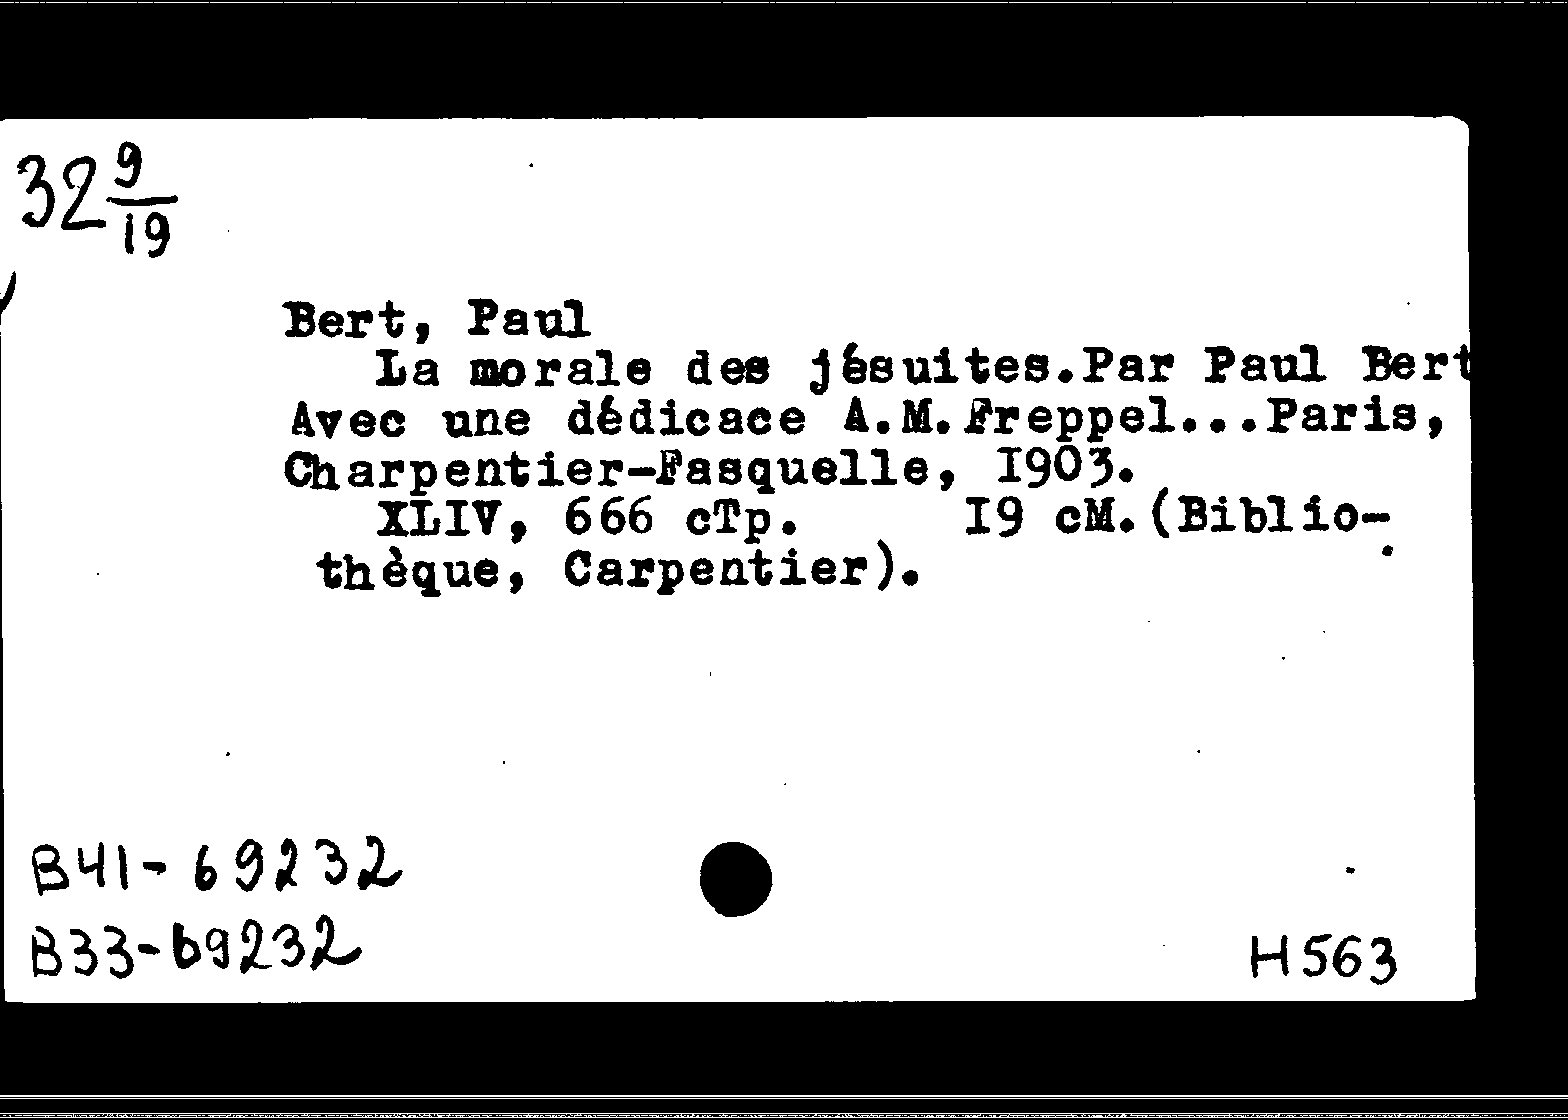 32 9/19
Bert, Paul
La morale des jésuites.Par Paul Bert
Avec une dédicace A.M.Freppel...Paris,
Charpentier-Fasquelle, I903.
XLIV, 666 cTp. I9 cM.(Biblio-
thèque, Carpentier).
B41-69232
B33-69232
H563